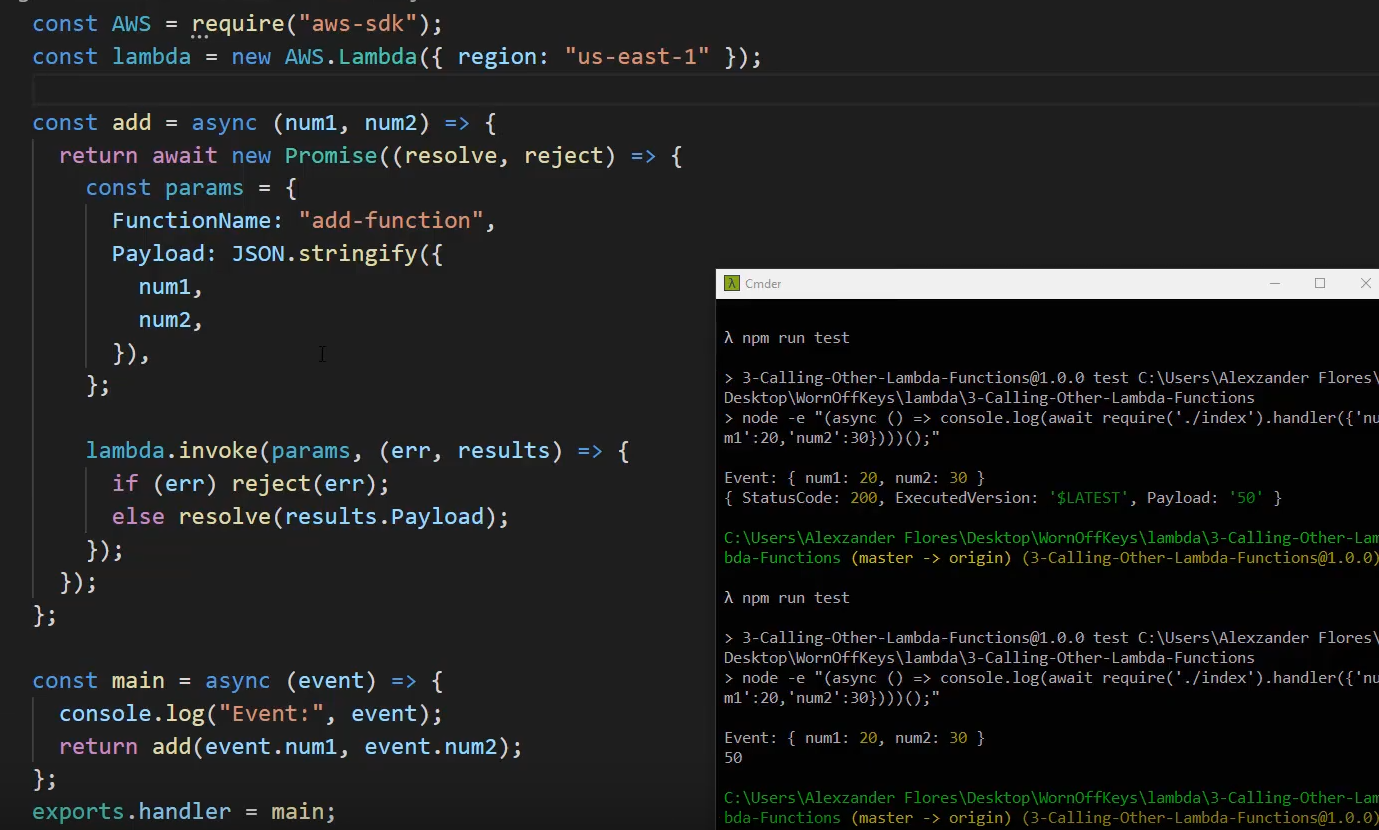 const AWS = require("aws-sdk");
const lambda = new AWS.Lambda({ region: "us-east-1" });
const add = async (num1, num2) => {
return await new Promise((resolve, reject) => {
const params = {
FunctionName: "add-function",
Payload: JSON.stringify({
num1,
num2,
}),
};
lambda.invoke(params, (err, results) => {
if (err) reject(err);
else resolve(results.Payload);
});
});
};
const main = async (event) => {
console.log("Event:", event);
return add(event.num1, event.num2);
};
exports.handler = main;
λ Cmder
λ npm run test
> 3-Calling-Other-Lambda-Functions@1.0.0 test C:\Users\Alexzander Flores\
Desktop\WornOffKeys\lambda\3-Calling-Other-Lambda-Functions
> node -e "(async () => console.log(await require('./index').handler({'nu
m1':20,'num2':30})))();"
Event: { num1: 20, num2: 30 }
{ StatusCode: 200, ExecutedVersion: '$LATEST', Payload: '50' }
C:\Users\Alexzander Flores\Desktop\WornOffKeys\lambda\3-Calling-Other-Lam
bda-Functions (master -> origin) (3-Calling-Other-Lambda-Functions@1.0.0)
λ npm run test
> 3-Calling-Other-Lambda-Functions@1.0.0 test C:\Users\Alexzander Flores\
Desktop\WornOffKeys\lambda\3-Calling-Other-Lambda-Functions
> node -e "(async () => console.log(await require('./index').handler({'nu
m1':20,'num2':30})))();"
Event: { num1: 20, num2: 30 }
50
C:\Users\Alexzander Flores\Desktop\WornOffKeys\lambda\3-Calling-Other-Lam
bda-Functions (master -> origin) (3-Calling-Other-Lambda-Functions@1.0.0)